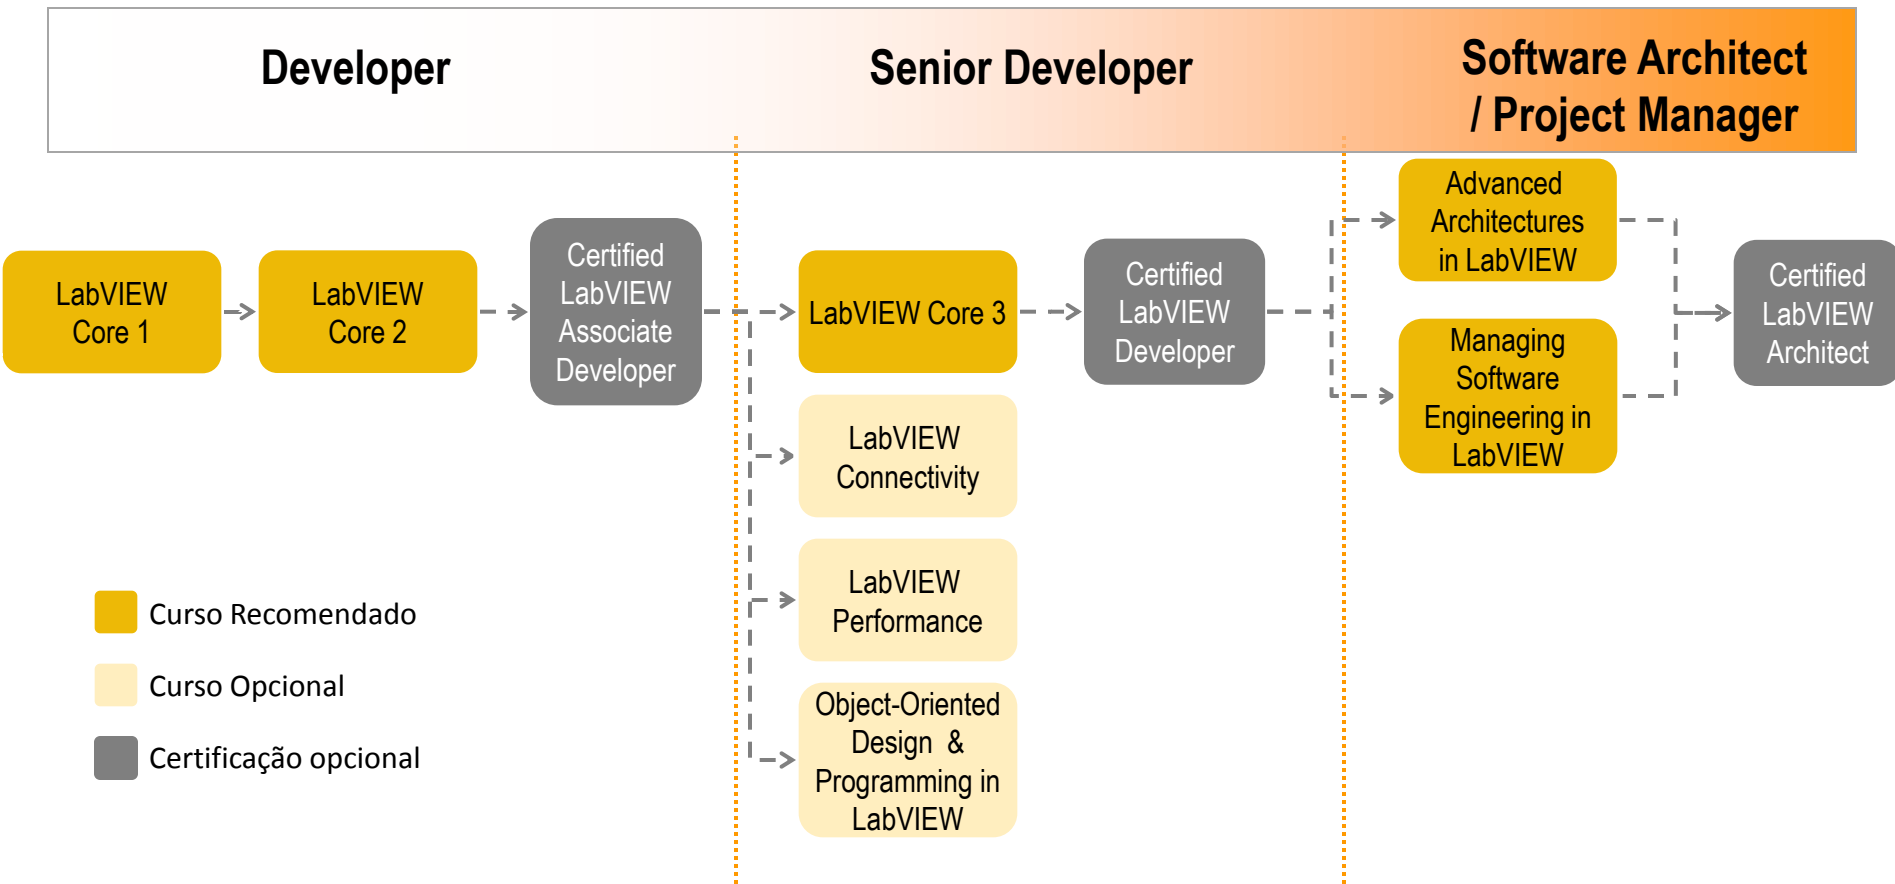 Developer
Senior Developer
Software Architect
/ Project Manager
LabVIEW
Core 1
LabVIEW
Core 2
Certified
LabVIEW
Associate
Developer
LabVIEW Core 3
LabVIEW
Connectivity
LabVIEW
Performance
Object-Oriented
Design & 
Programming in
LabVIEW
Certified
LabVIEW
Developer
Advanced
Architectures
in LabVIEW
Managing
Software
Engineering in
LabVIEW
Certified
LabVIEW
Architect
Curso Recomendado
Curso Opcional
Certificação opcional